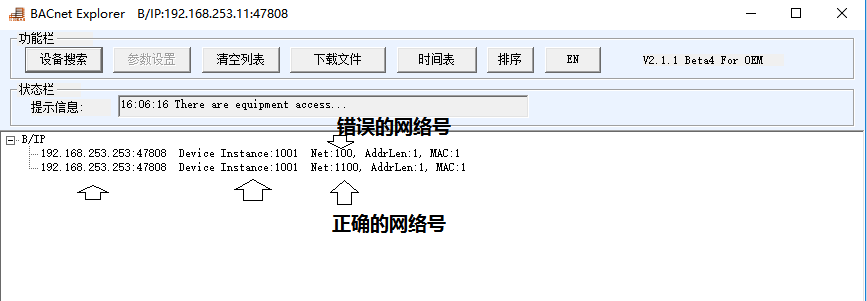 BACnet Explorer B/IP:192.168.253.11:47808
功能栏
设备搜索 参数设置 清空列表 下载文件 时间表 排序 EN V2.1.1 Beta4 For OEM
状态栏
提示信息: 16:06:16 There are equipment access...
错误的网络号
B/IP
192.168.253.253:47808 Device Instance:1001 Net:100, AddrLen:1, MAC:1
192.168.253.253:47808 Device Instance:1001 Net:1100, AddrLen:1, MAC:1
正确的网络号